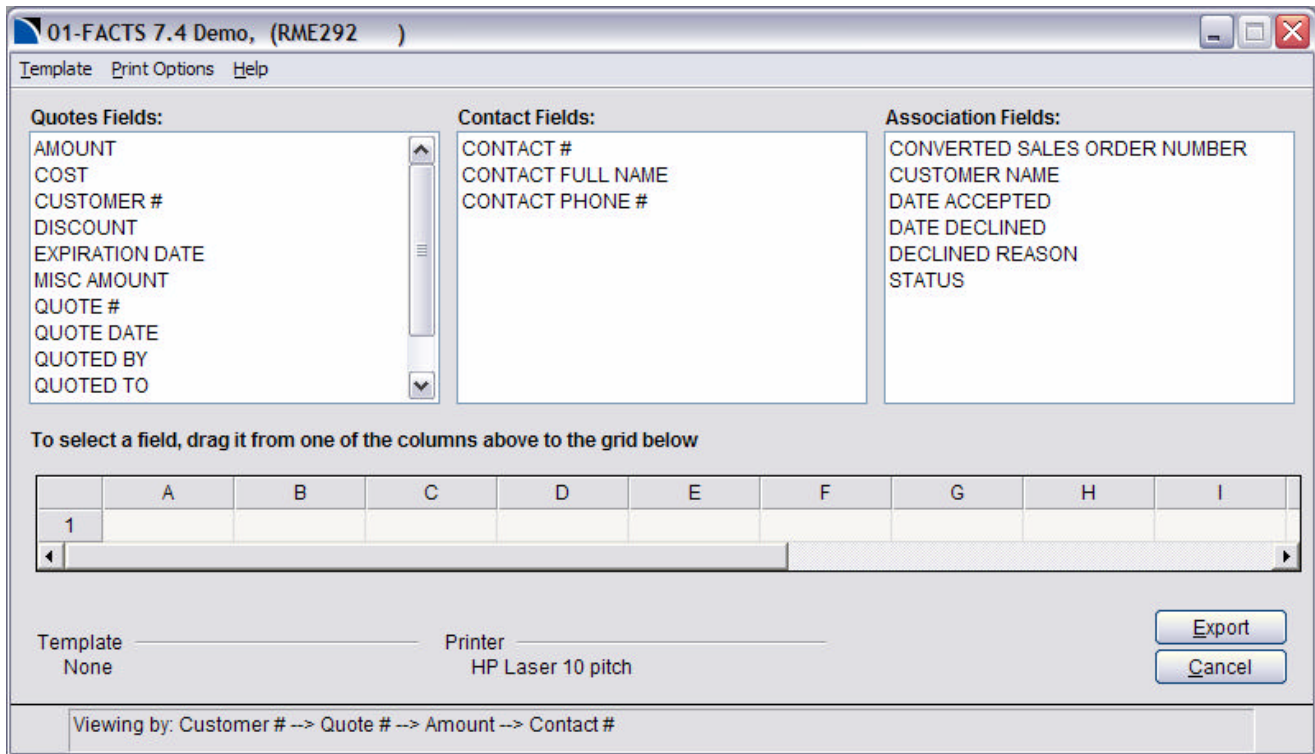 01-FACTS 7.4 Demo, (RME292 )
Template Print Options Help
Quotes Fields:
AMOUNT
COST
CUSTOMER #
DISCOUNT
EXPIRATION DATE
MISC AMOUNT
QUOTE #
QUOTE DATE
QUOTED BY
QUOTED TO
Contact Fields:
CONTACT #
CONTACT FULL NAME
CONTACT PHONE #
Association Fields:
CONVERTED SALES ORDER NUMBER
CUSTOMER NAME
DATE ACCEPTED
DATE DECLINED
DECLINED REASON
STATUS
To select a field, drag it from one of the columns above to the grid below
A B C D E F G H I
1
Template
None
Printer
HP Laser 10 pitch
Export
Cancel
Viewing by: Customer # --> Quote # --> Amount --> Contact #